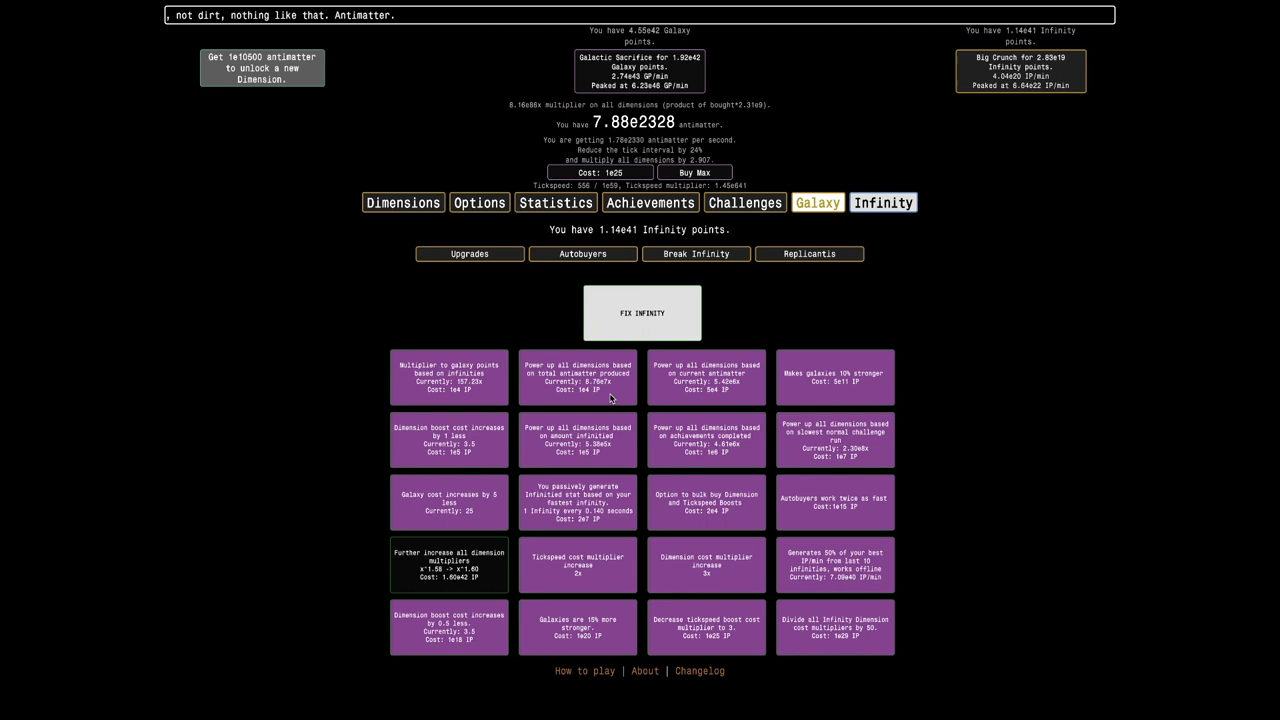 , not dirt, nothing like that. Antimatter.
You have 4.55e42 Galaxy
points.
You have 1.14e41 Infinity
points.
Get 1e10500 antimatter
to unlock a new
Dimension.
Galactic Sacrifice for 1.92e42
Galaxy points.
2.74e43 GP/min
Peaked at 6.23e46 GP/min
Big Crunch for 2.83e19
Infinity points.
4.04e20 IP/min
Peaked at 6.64e22 IP/min
8.16e86x multiplier on all dimensions (product of bought*2.31e9).
You have 7.88e2328 antimatter.
You are getting 1.78e2330 antimatter per second.
Reduce the tick interval by 24%
and multiply all dimensions by 2.907.
Cost: 1e25
Buy Max
Tickspeed: 556 / 1e59, Tickspeed multiplier: 1.45e641
Dimensions
Options
Statistics
Achievements
Challenges
Galaxy
Infinity
You have 1.14e41 Infinity points.
Upgrades
Autobuyers
Break Infinity
Replicantis
FIX INFINITY
Multiplier to galaxy points
based on infinities
Currently: 157.23x
Cost: 1e4 IP
Power up all dimensions based
on total antimatter produced
Currently: 8.76e7x
Cost: 1e4 IP
Power up all dimensions based
on current antimatter
Currently: 5.42e6x
Cost: 5e4 IP
Makes galaxies 10% stronger
Cost: 5e11 IP
Dimension boost cost increases
by 1 less
Currently: 3.5
Cost: 1e5 IP
Power up all dimensions based
on amount infinitied
Currently: 5.38e5x
Cost: 1e5 IP
Power up all dimensions based
on achievements completed
Currently: 4.61e6x
Cost: 1e6 IP
Power up all dimensions based
on slowest normal challenge
run
Currently: 2.30e8x
Cost: 1e7 IP
Galaxy cost increases by 5
less
Currently: 25
You passively generate
Infinitied stat based on your
fastest infinity.
1 Infinity every 0.140 seconds
Cost: 2e7 IP
Option to bulk buy Dimension
and Tickspeed Boosts
Cost: 2e4 IP
Autobuyers work twice as fast
Cost:1e15 IP
Further increase all dimension
multipliers
x^1.58 -> x^1.60
Cost: 1.60e42 IP
Tickspeed cost multiplier
increase
2x
Dimension cost multiplier
increase
3x
Generates 50% of your best
IP/min from last 10
infinities, works offline
Currently: 7.09e40 IP/min
Dimension boost cost increases
by 0.5 less.
Currently: 3.5
Cost: 1e18 IP
Galaxies are 15% more
stronger.
Cost: 1e20 IP
Decrease tickspeed boost cost
multiplier to 3.
Cost: 1e25 IP
Divide all Infinity Dimension
cost multipliers by 50.
Cost: 1e29 IP
How to play | About | Changelog